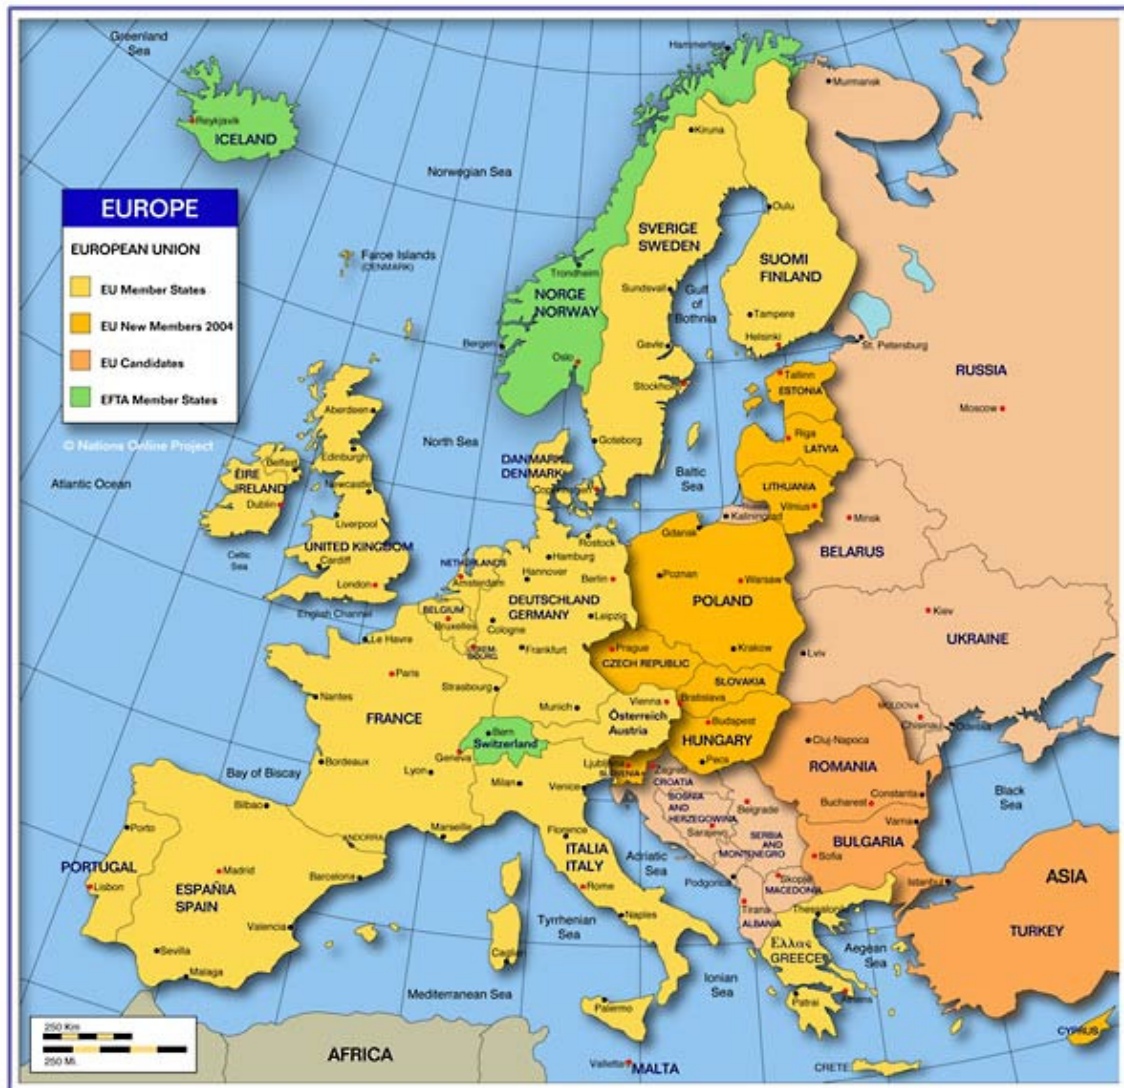 Greenland
Sea
Hammerfest
Murmansk
Reykjavik
ICELAND
Kiruna
Norwegian Sea
EUROPE
EUROPEAN UNION
EU Member States
EU New Members 2004
EU Candidates
EFTA Member States
© Nations Online Project
Faroe Islands
(DENMARK)
Oulu
SVERIGE
SWEDEN
SUOMI
FINLAND
Trondheim
Sundsvall
Gulf
of
Bothnia
NORGE
NORWAY
Tampere
Helsinki
Bergen
Oslo
Gavle
St. Petersburg
RUSSIA
Stockholm
Tallinn
ESTONIA
Moscow
Aberdeen
North Sea
Goteborg
Riga
LATVIA
Edinburgh
DANMARK
DENMARK
Baltic
Sea
Belfast
ÉIRE
IRELAND
Newcastle
Copenhagen
LITHUANIA
Vilnius
Atlantic Ocean
Dublin
Liverpool
Kaliningrad
Minsk
Gdansk
Rostock
Celtic
Sea
UNITED KINGDOM
Cardiff
Hamburg
BELARUS
NETHERLANDS
Amsterdam
Hannover
Berlin
Poznan
Warsaw
London
English Channel
DEUTSCHLAND
GERMANY
POLAND
BELGIUM
Bruxelles
Leipzig
Kiev
Cologne
Le Havre
UKRAINE
LUXEM-
BOURG
Frankfurt
Prague
CZECH REPUBLIC
Krakow
Lviv
Paris
Strasbourg
SLOVAKIA
Nantes
Munich
Vienna
Bratislava
MOLDOVA
Chisinau
Odessa
FRANCE
Österreich
Austria
Budapest
HUNGARY
Bern
Switzerland
Cluj-Napoca
Geneva
Ljubljana
SLOVENIA
Zagreb
CROATIA
Pecs
ROMANIA
Bordeaux
Lyon
Milan
Venice
Bay of Biscay
BOSNIA
AND
HERZEGOWINA
Belgrade
Bucharest
Constanta
Black
Sea
Bilbao
Varna
Porto
Marseille
ANDORRA
Florence
Sarajevo
SERBIA
AND
MONTENEGRO
BULGARIA
ITALIA
ITALY
Adriatic
Sea
Sofia
PORTUGAL
Madrid
Barcelona
Podgorica
Skopje
MACEDONIA
Istanbul
ASIA
Lisbon
ESPAÑIA
SPAIN
Rome
Tirana
ALBANIA
Thessaloni
Valencia
Naples
Tyrrhenian
Sea
TURKEY
Ελλας
GREECE
Aegean
Sea
Sevilla
Malaga
Ionian
Sea
Mediterranean Sea
Palermo
Patrai
Athens
250 Km
250 Mi.
AFRICA
Valletta
MALTA
CRETE
CYPRUS